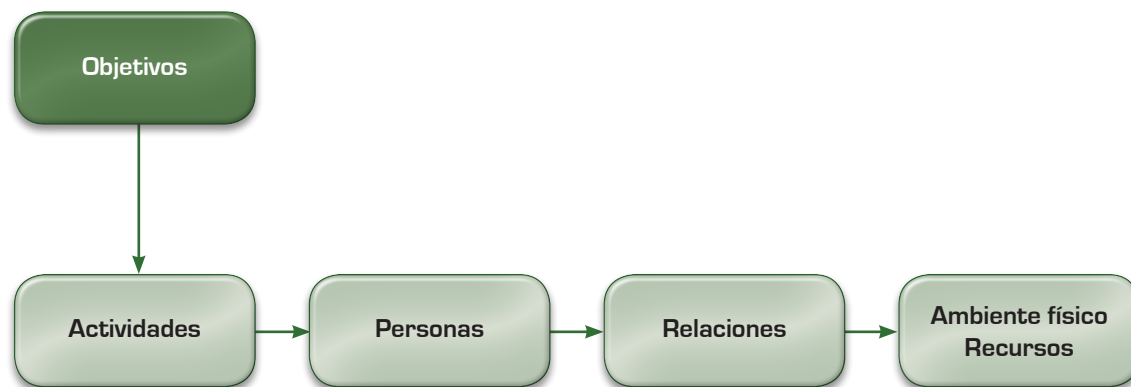 Objetivos
Actividades
Personas
Relaciones
Ambiente físico
Recursos